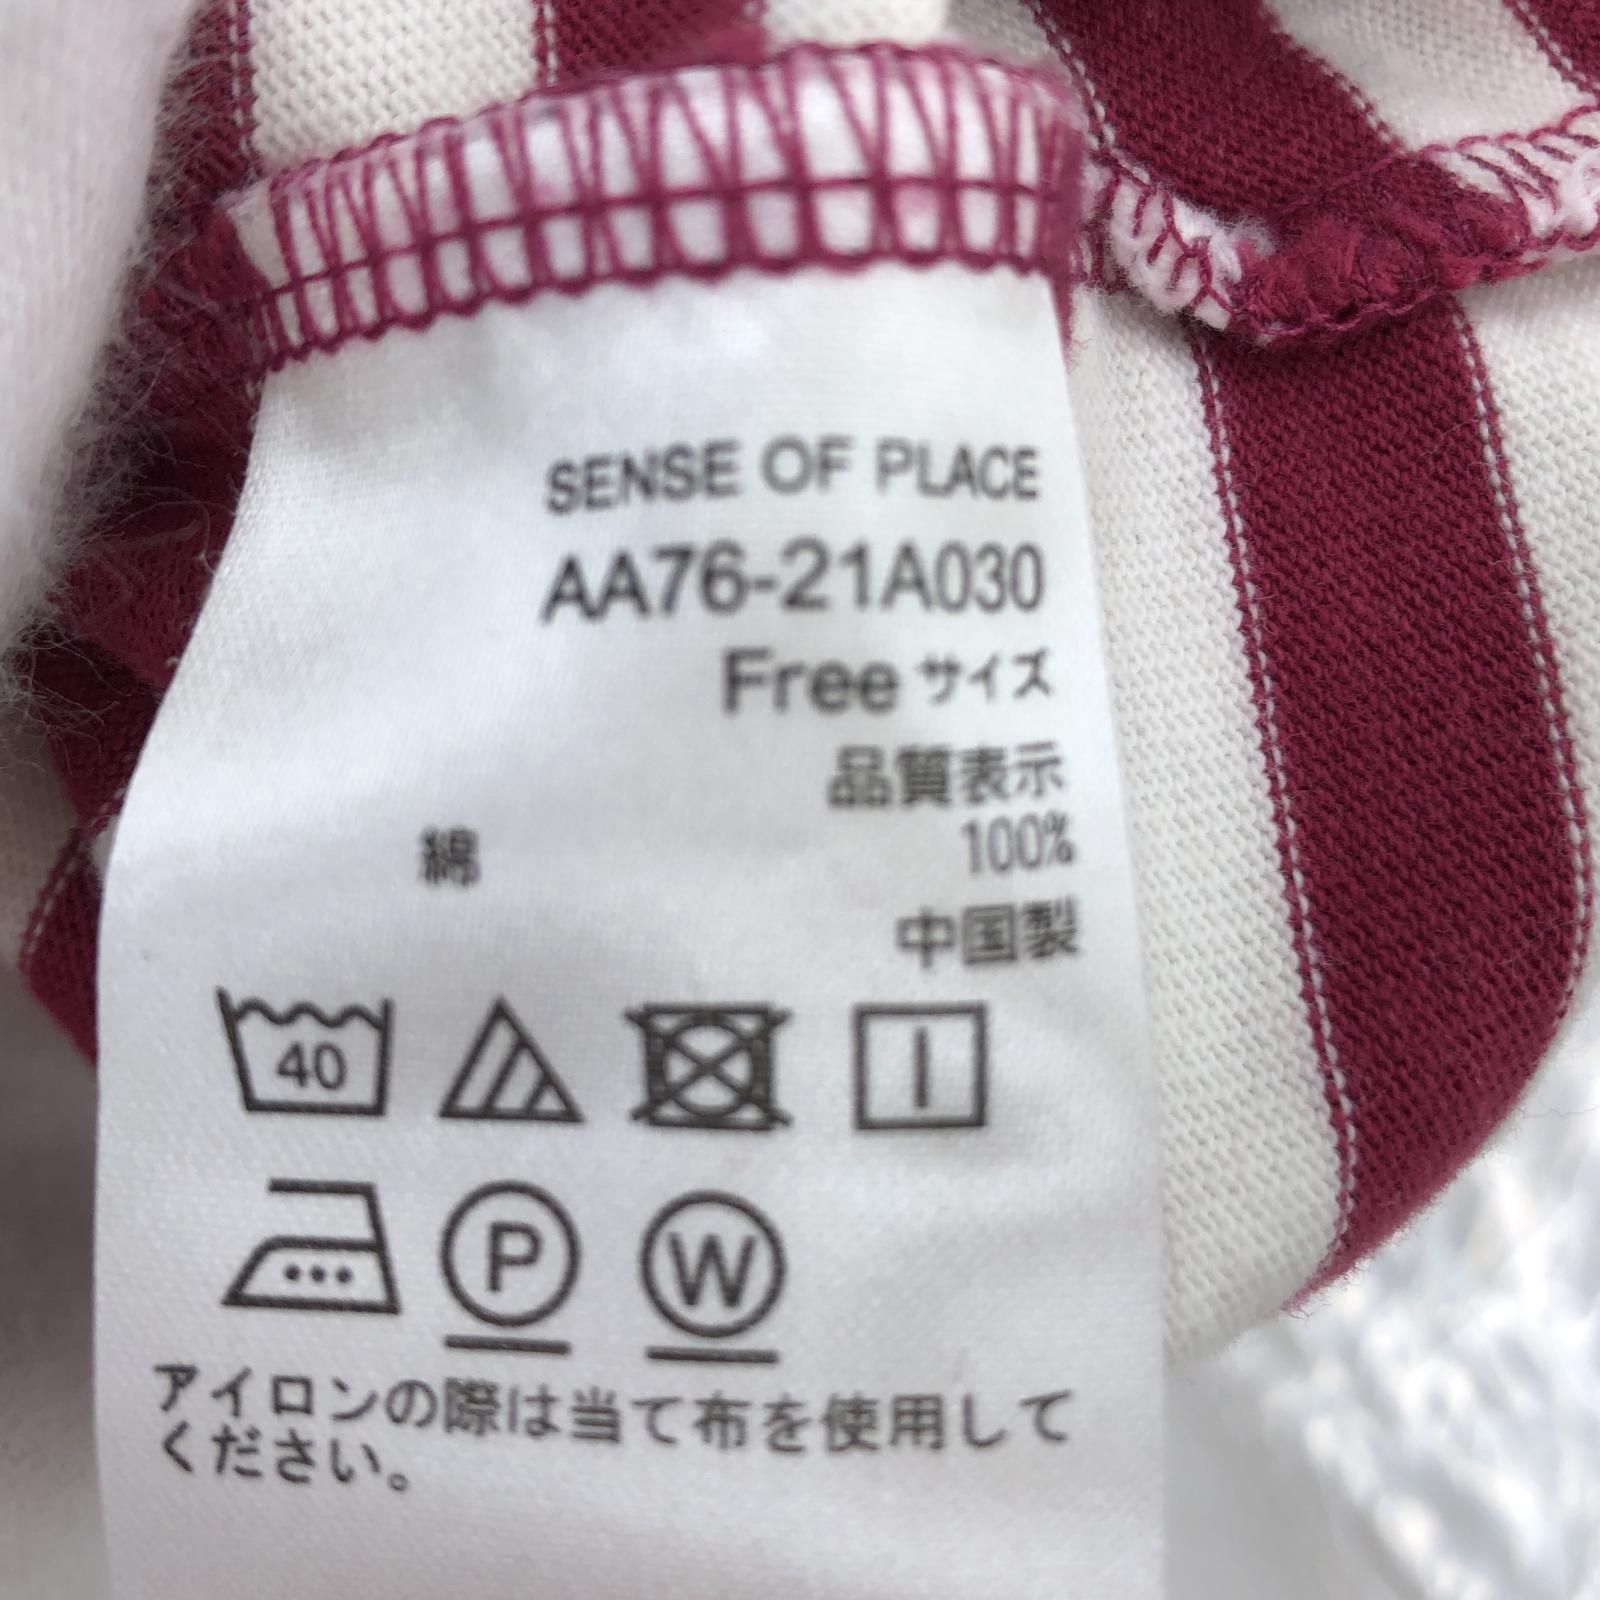 SENSE OF PLACE
AA76-21A030
Free サイズ
品質表示
綿 100%
中国製
40
P W
アイロンの際は当て布を使用して
ください。